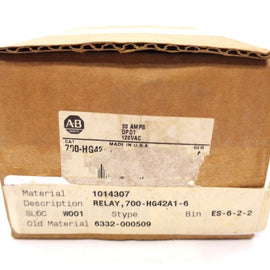 AB
30 AMPS
DPDT
120VAC
CAT
SER
700-HG42
MADE IN U.S.A.
Material 1014307
Description RELAY,700-HG42A1-6
SLOC W001 Stype Bin ES-6-2-2
Old Material 6332-000509